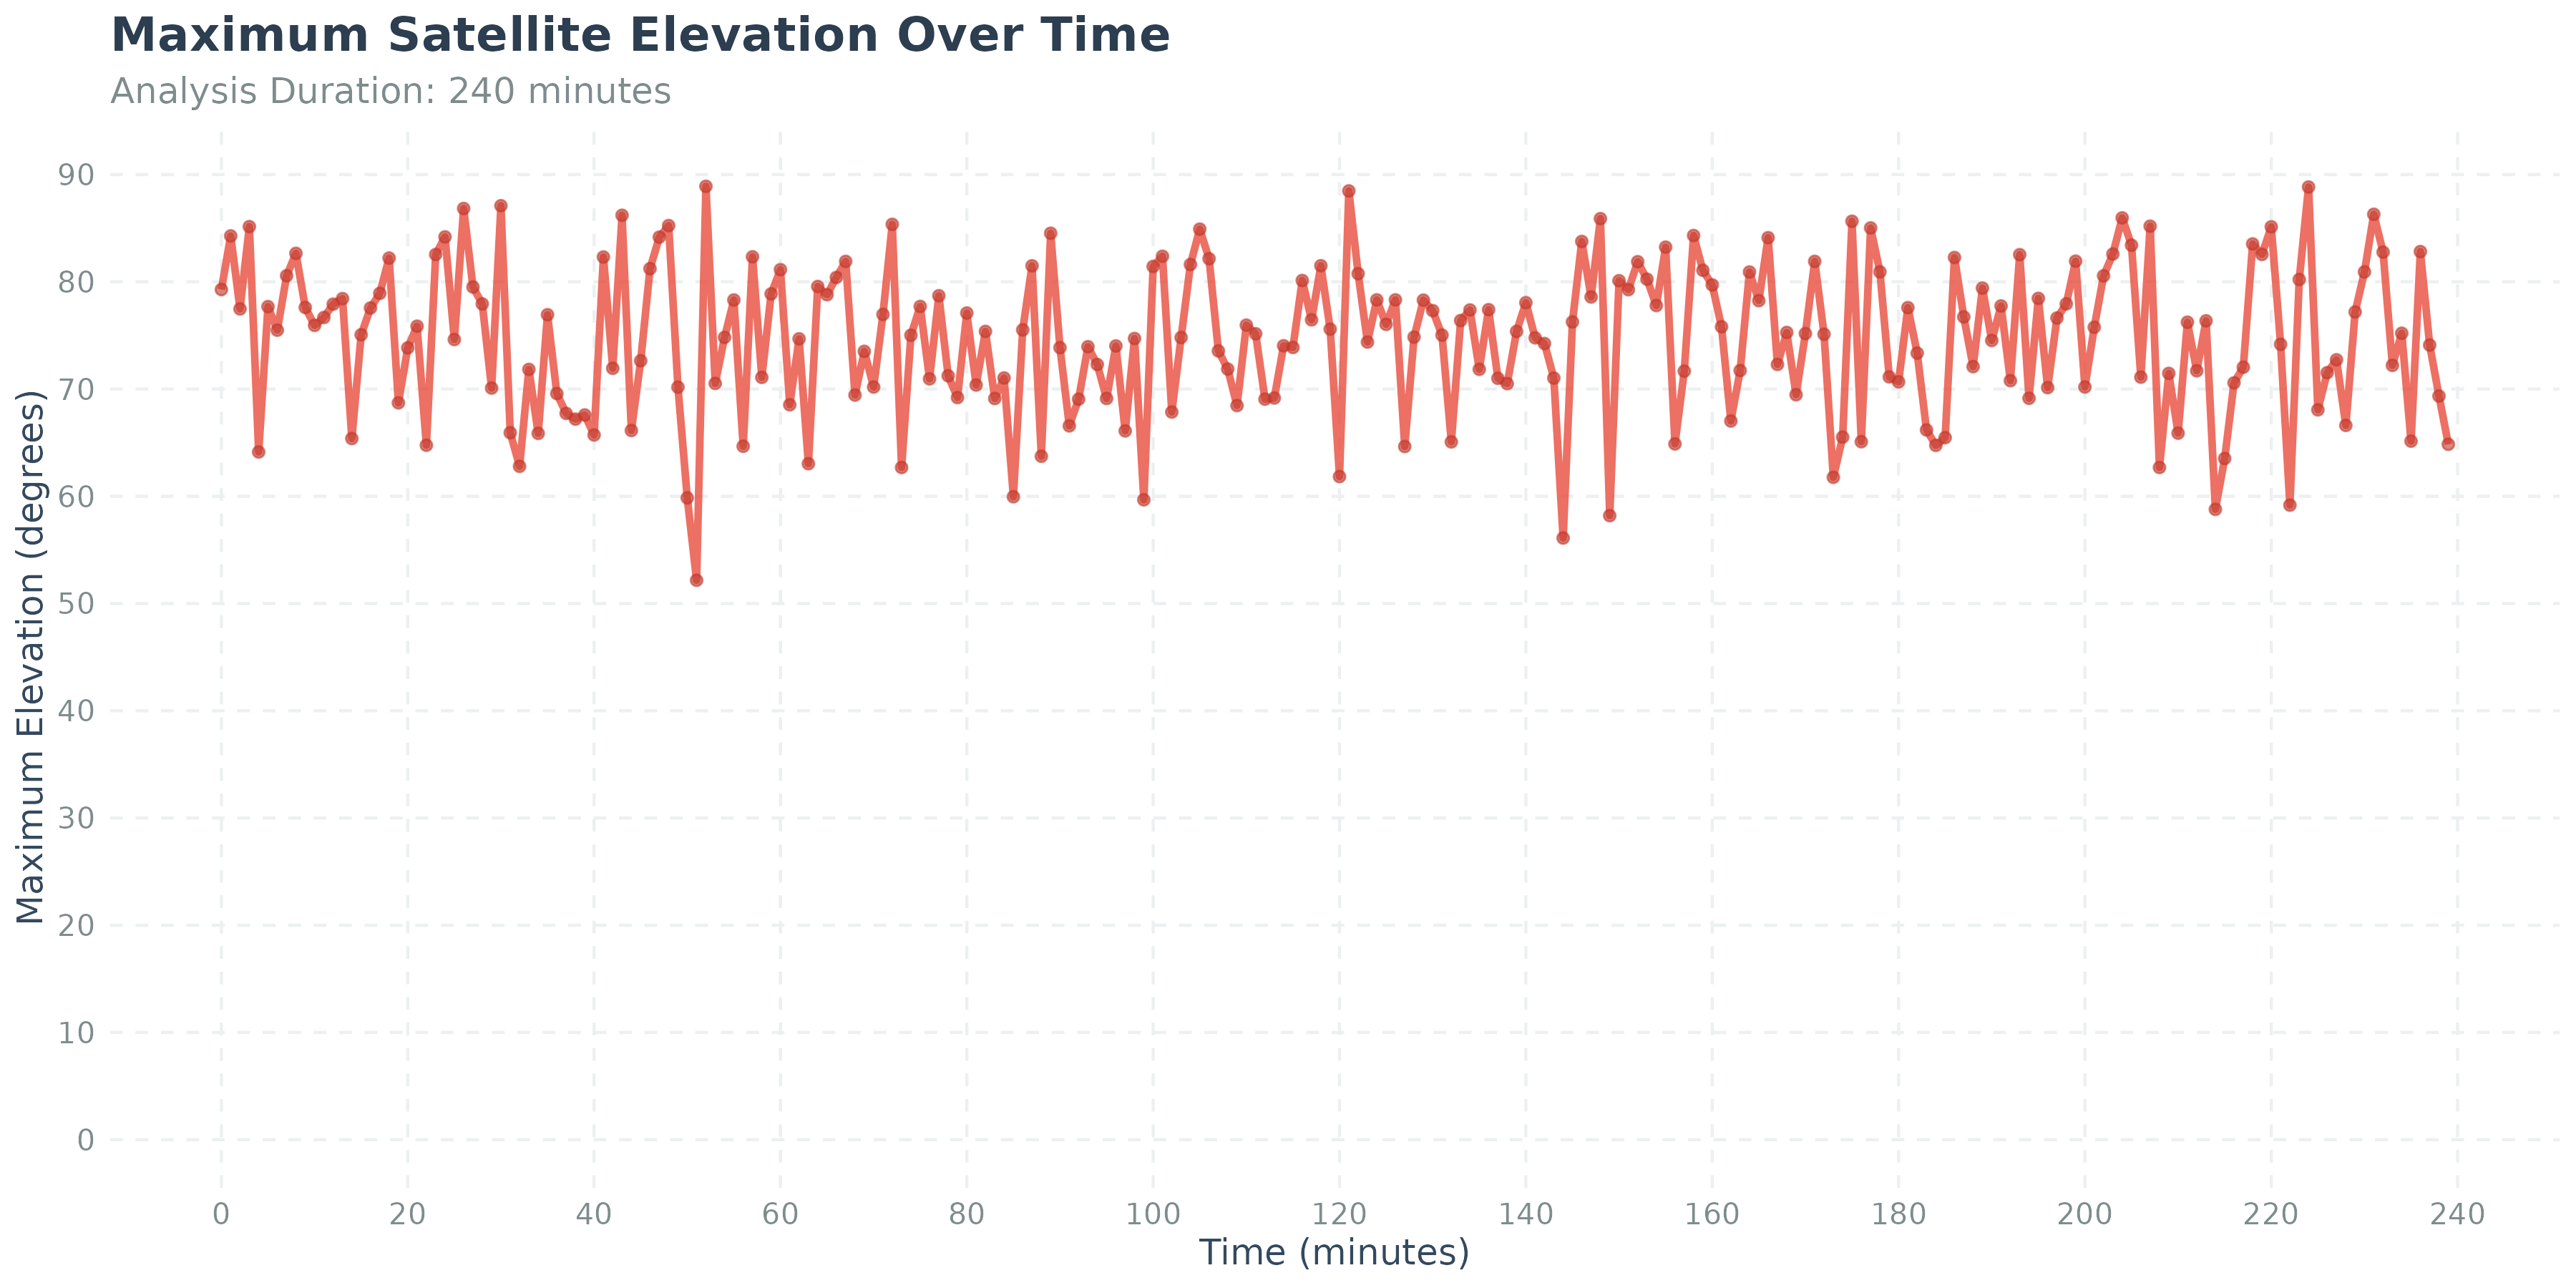 Maximum Satellite Elevation Over Time
Analysis Duration: 240 minutes
Maximum Elevation (degrees)
90
80
70
60
50
40
30
20
10
0
0 20 40 60 80 100 120 140 160 180 200 220 240
Time (minutes)